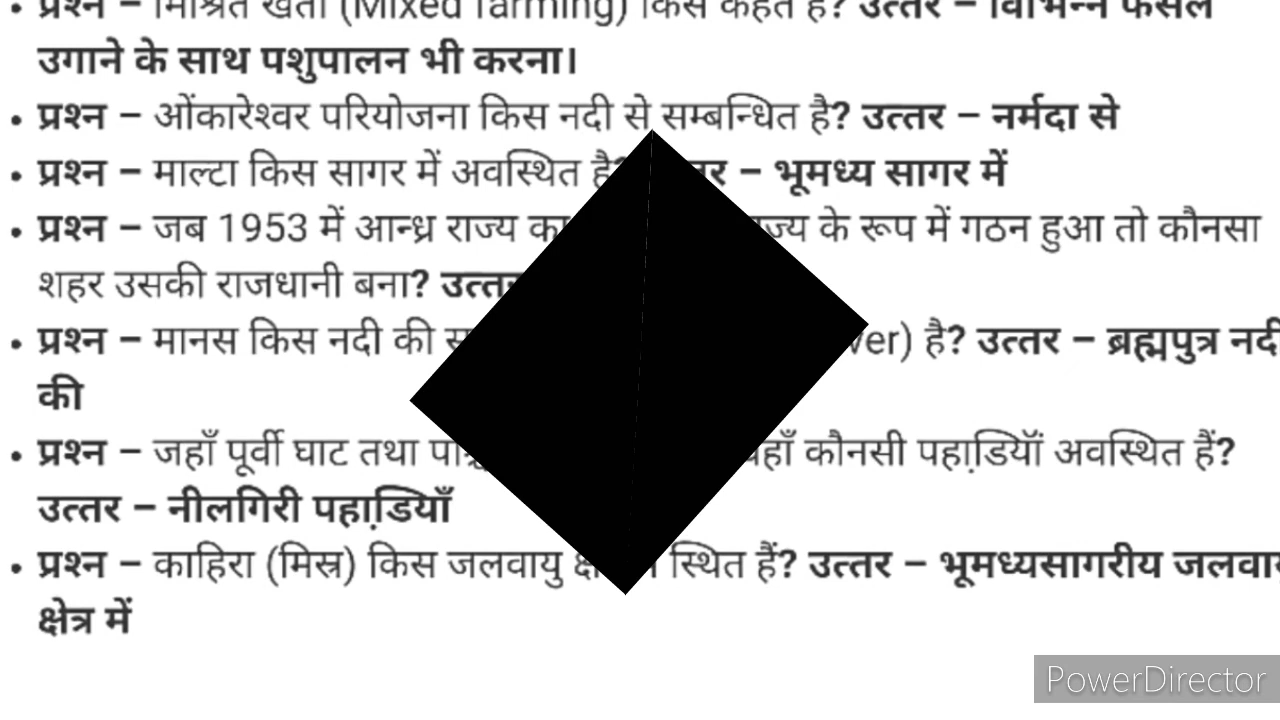 • प्रश्न – मिश्रित खेती (Mixed farming) किसे कहते है? उत्तर – विभिन्न फसलें
उगाने के साथ पशुपालन भी करना।
• प्रश्न – ओंकारेश्वर परियोजना किस नदी से सम्बन्धित है? उत्तर – नर्मदा से
• प्रश्न – माल्टा किस सागर में अवस्थित है? – भूमध्य सागर में
• प्रश्न – जब 1953 में आन्ध्र राज्य के रूप में गठन हुआ तो कौनसा
शहर उसकी राजधानी बना? उत्तर
• प्रश्न – मानस किस नदी की है? उत्तर – ब्रह्मपुत्र नदी
की
• प्रश्न – जहाँ पूर्वी घाट तथा कौनसी पहाड़ियाॅं अवस्थित हैं?
उत्तर – नीलगिरी पहाड़ियाँ
• प्रश्न – काहिरा (मिस्र) किस जलवायु स्थित हैं? उत्तर – भूमध्यसागरीय
क्षेत्र में
PowerDirector